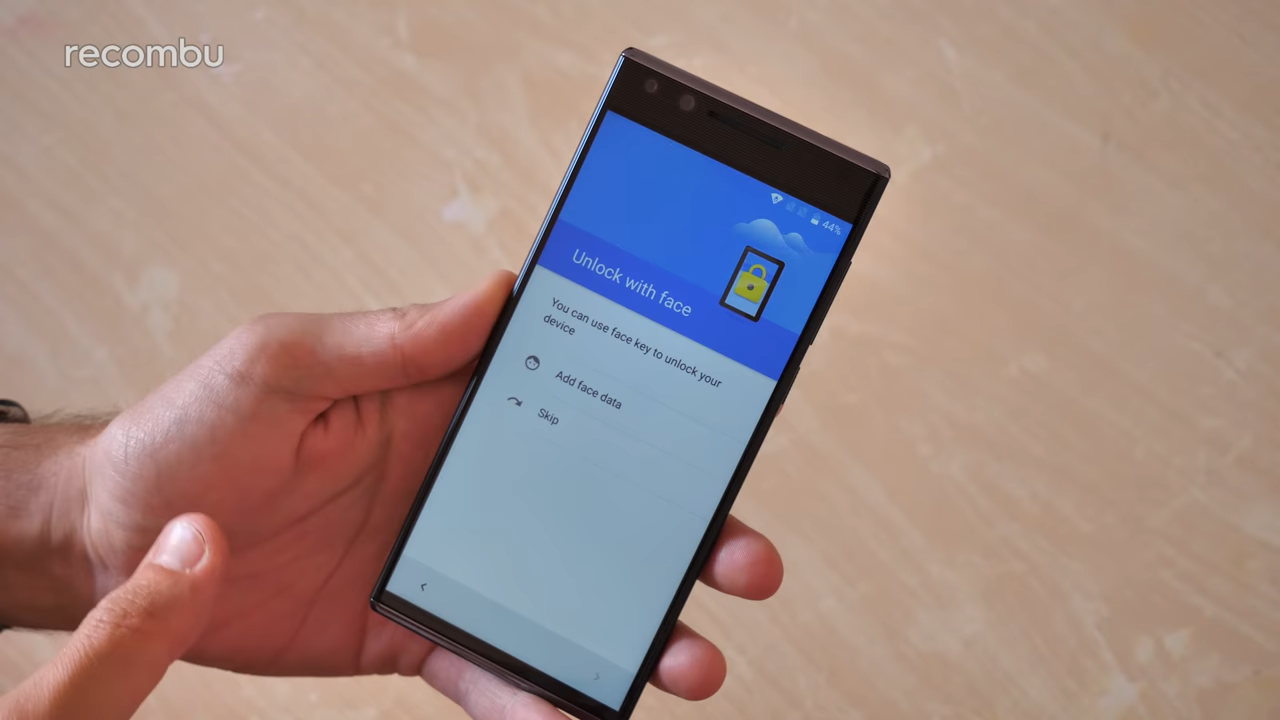 recombu
44%
Unlock with face
You can use face key to unlock your
device
Add face data
Skip